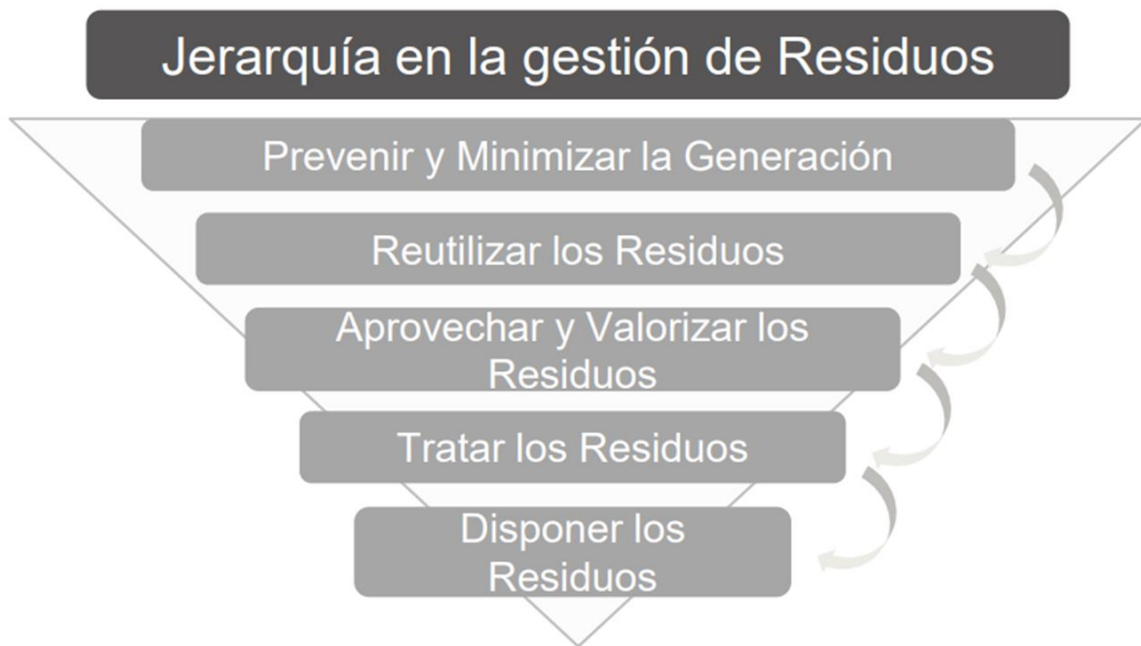 Jerarquía en la gestión de Residuos
Prevenir y Minimizar la Generación
Reutilizar los Residuos
Aprovechar y Valorizar los
Residuos
Tratar los Residuos
Disponer los
Residuos